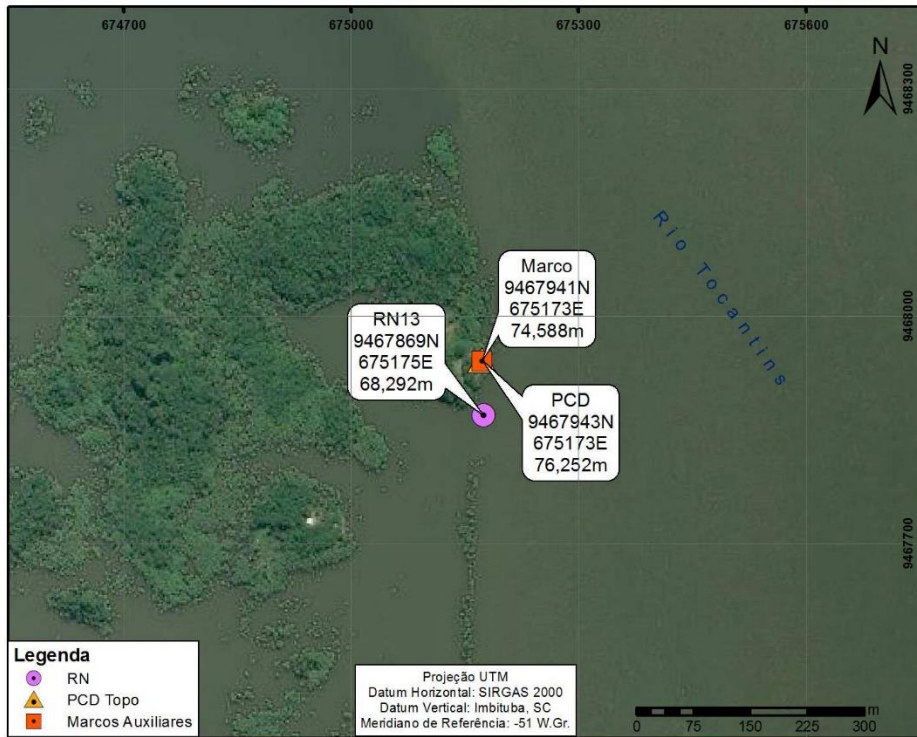 674700
675000
675300
675600
N
9468300
Rio Tocantins
Marco
9467941N
675173E
74,588m
9468000
RN13
9467869N
675175E
68,292m
PCD
9467943N
675173E
76,252m
9467700
Legenda
RN
PCD Topo
Marcos Auxiliares
Projeção UTM
Datum Horizontal: SIRGAS 2000
Datum Vertical: Imbituba, SC
Meridiano de Referência: -51 W.Gr.
m
0 75 150 225 300